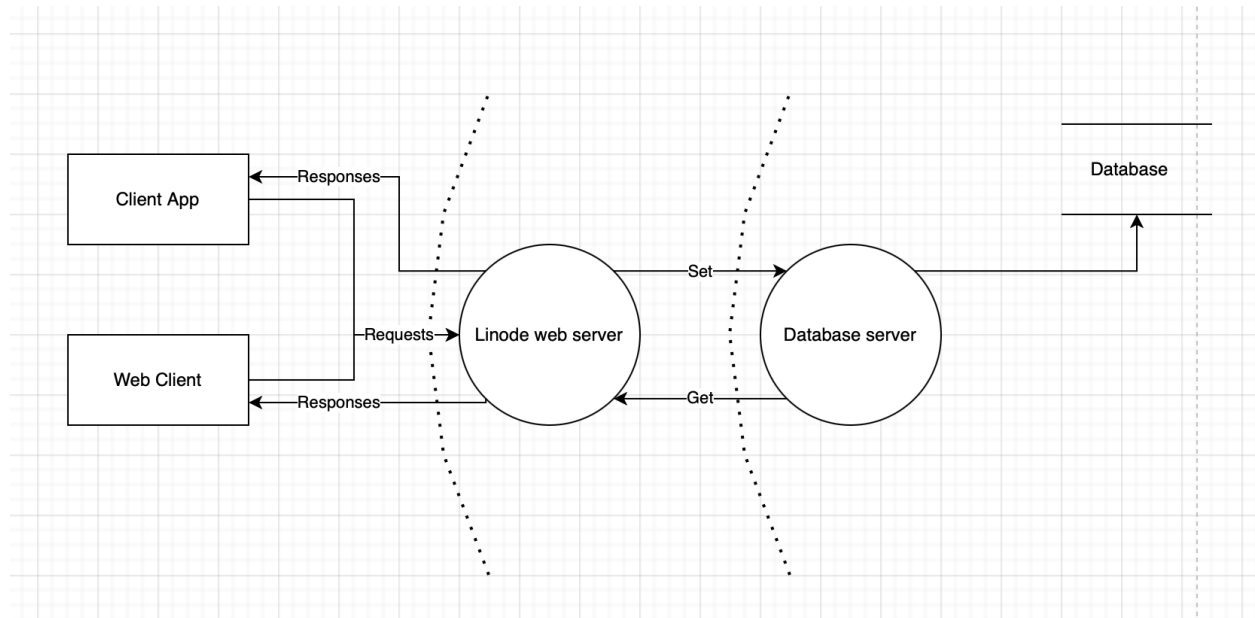 Responses
Client App
Requests
Web Client
Responses
Linode web server
Set
Get
Database server
Database